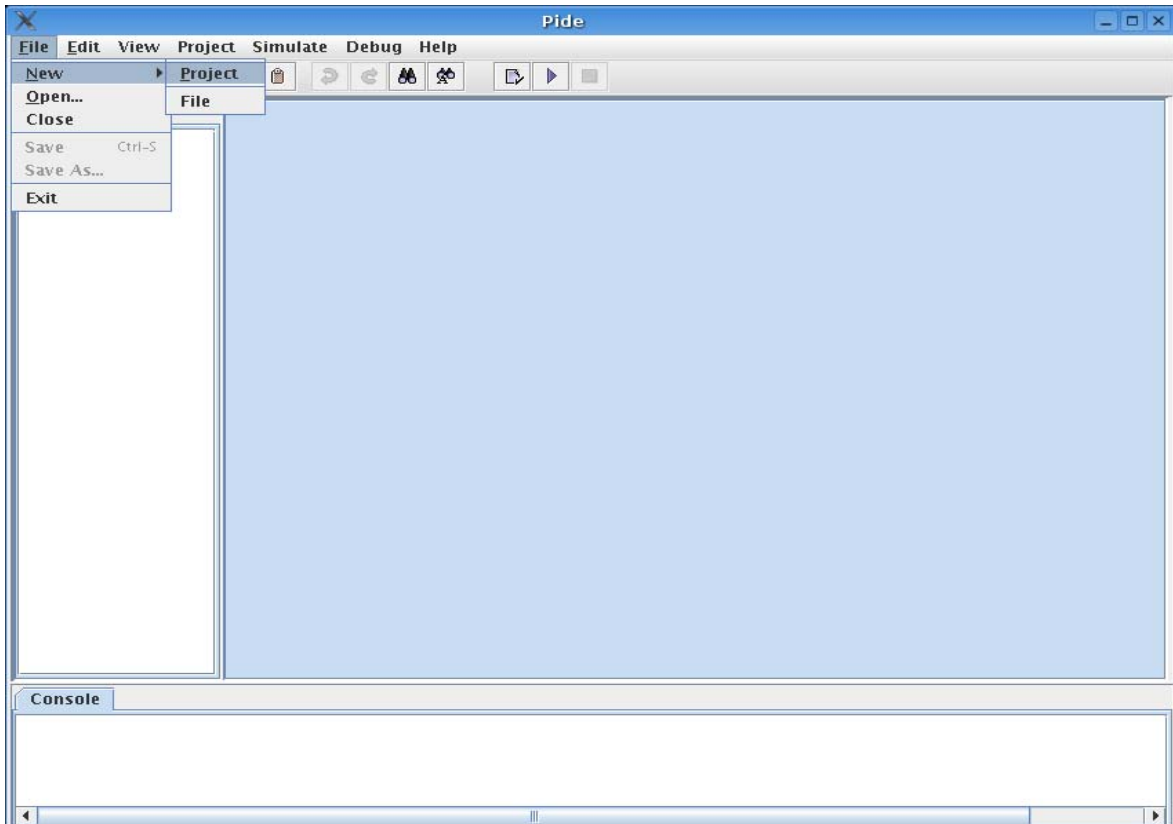 Pide
File Edit View Project Simulate Debug Help
New Project
Open...
File
Close
Save Ctrl-S
Save As...
Exit
Console